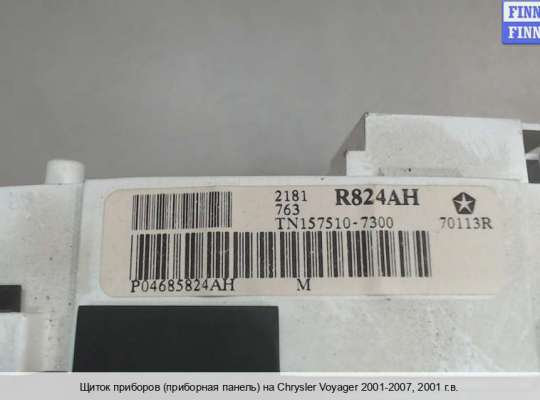 FINN
FINN
2181 R824AH
763
TN157510-7300 70113R
P04685824AH M
Щиток приборов (приборная панель) на Chrysler Voyager 2001-2007, 2001 г.в.